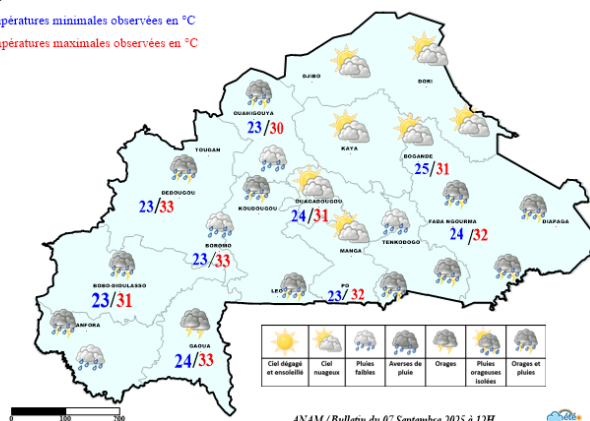 pératures minimales observées en °C
pératures maximales observées en °C
DJIBO
DORI
OUAHIGOUYA
23/30
TOUGAN
KAYA
BOGANDE
25/31
DEDOUGOU
23/33
KOUDOUGOU
OUAGADOUGOU
24/31
FADA NGOURMA
24/32
DIAPAGA
BOROMO
23/33
MANGA
TENKODOGO
BOBO-DIOULASSO
23/31
LEO
PO
23/32
ANFORA
GAOUA
24/33
Ciel dégagé et ensoleillé
Ciel nuageux
Pluies faibles
Averses de pluie
Orages
Pluies orageuses isolées
Orages et pluies
0 100 200
ANAM / Bulletin du 07 Septembre 2025 à 12H
été